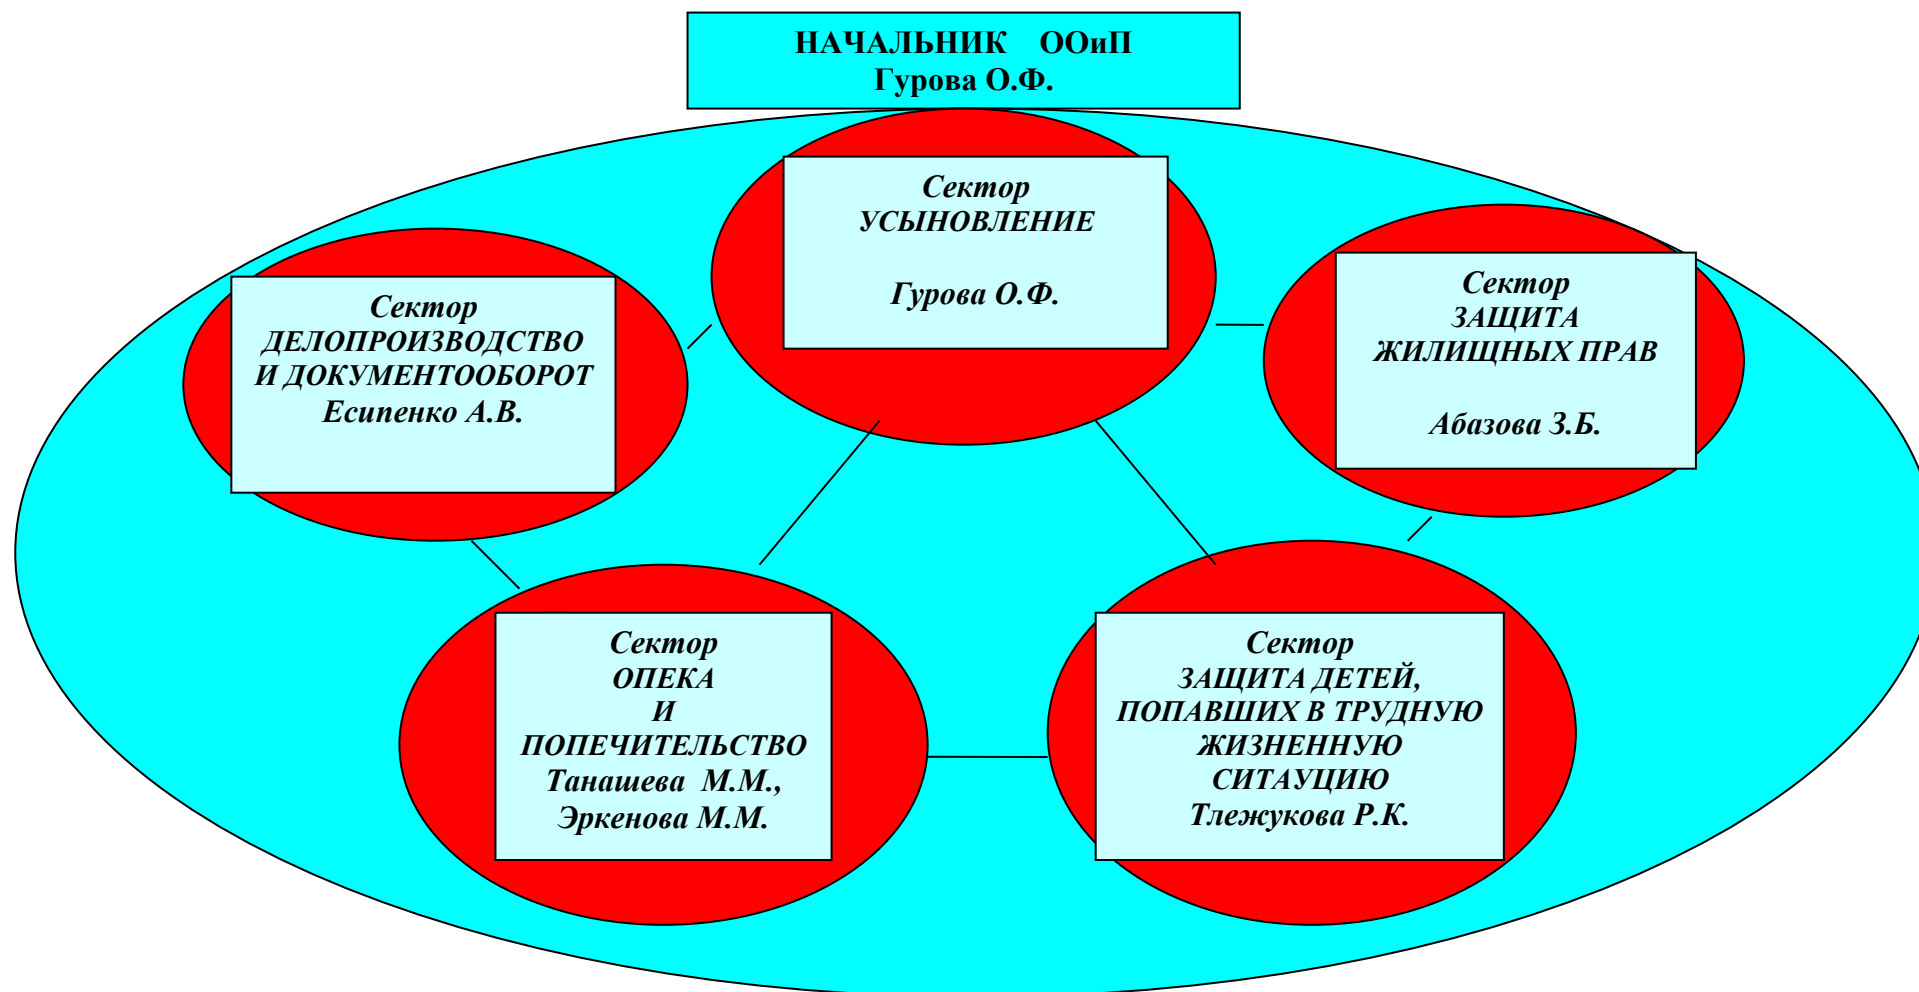 НАЧАЛЬНИК ООиП
Гурова О.Ф.
Сектор
УСЫНОВЛЕНИЕ
Гурова О.Ф.
Сектор
ДЕЛОПРОИЗВОДСТВО
И ДОКУМЕНТООБОРОТ
Есипенко А.В.
Сектор
ЗАЩИТА
ЖИЛИЩНЫХ ПРАВ
Абазова З.Б.
Сектор
ОПЕКА
И
ПОПЕЧИТЕЛЬСТВО
Танашева М.М.,
Эркенова М.М.
Сектор
ЗАЩИТА ДЕТЕЙ,
ПОПАВШИХ В ТРУДНУЮ
ЖИЗНЕННУЮ
СИТАУЦИЮ
Тлежукова Р.К.